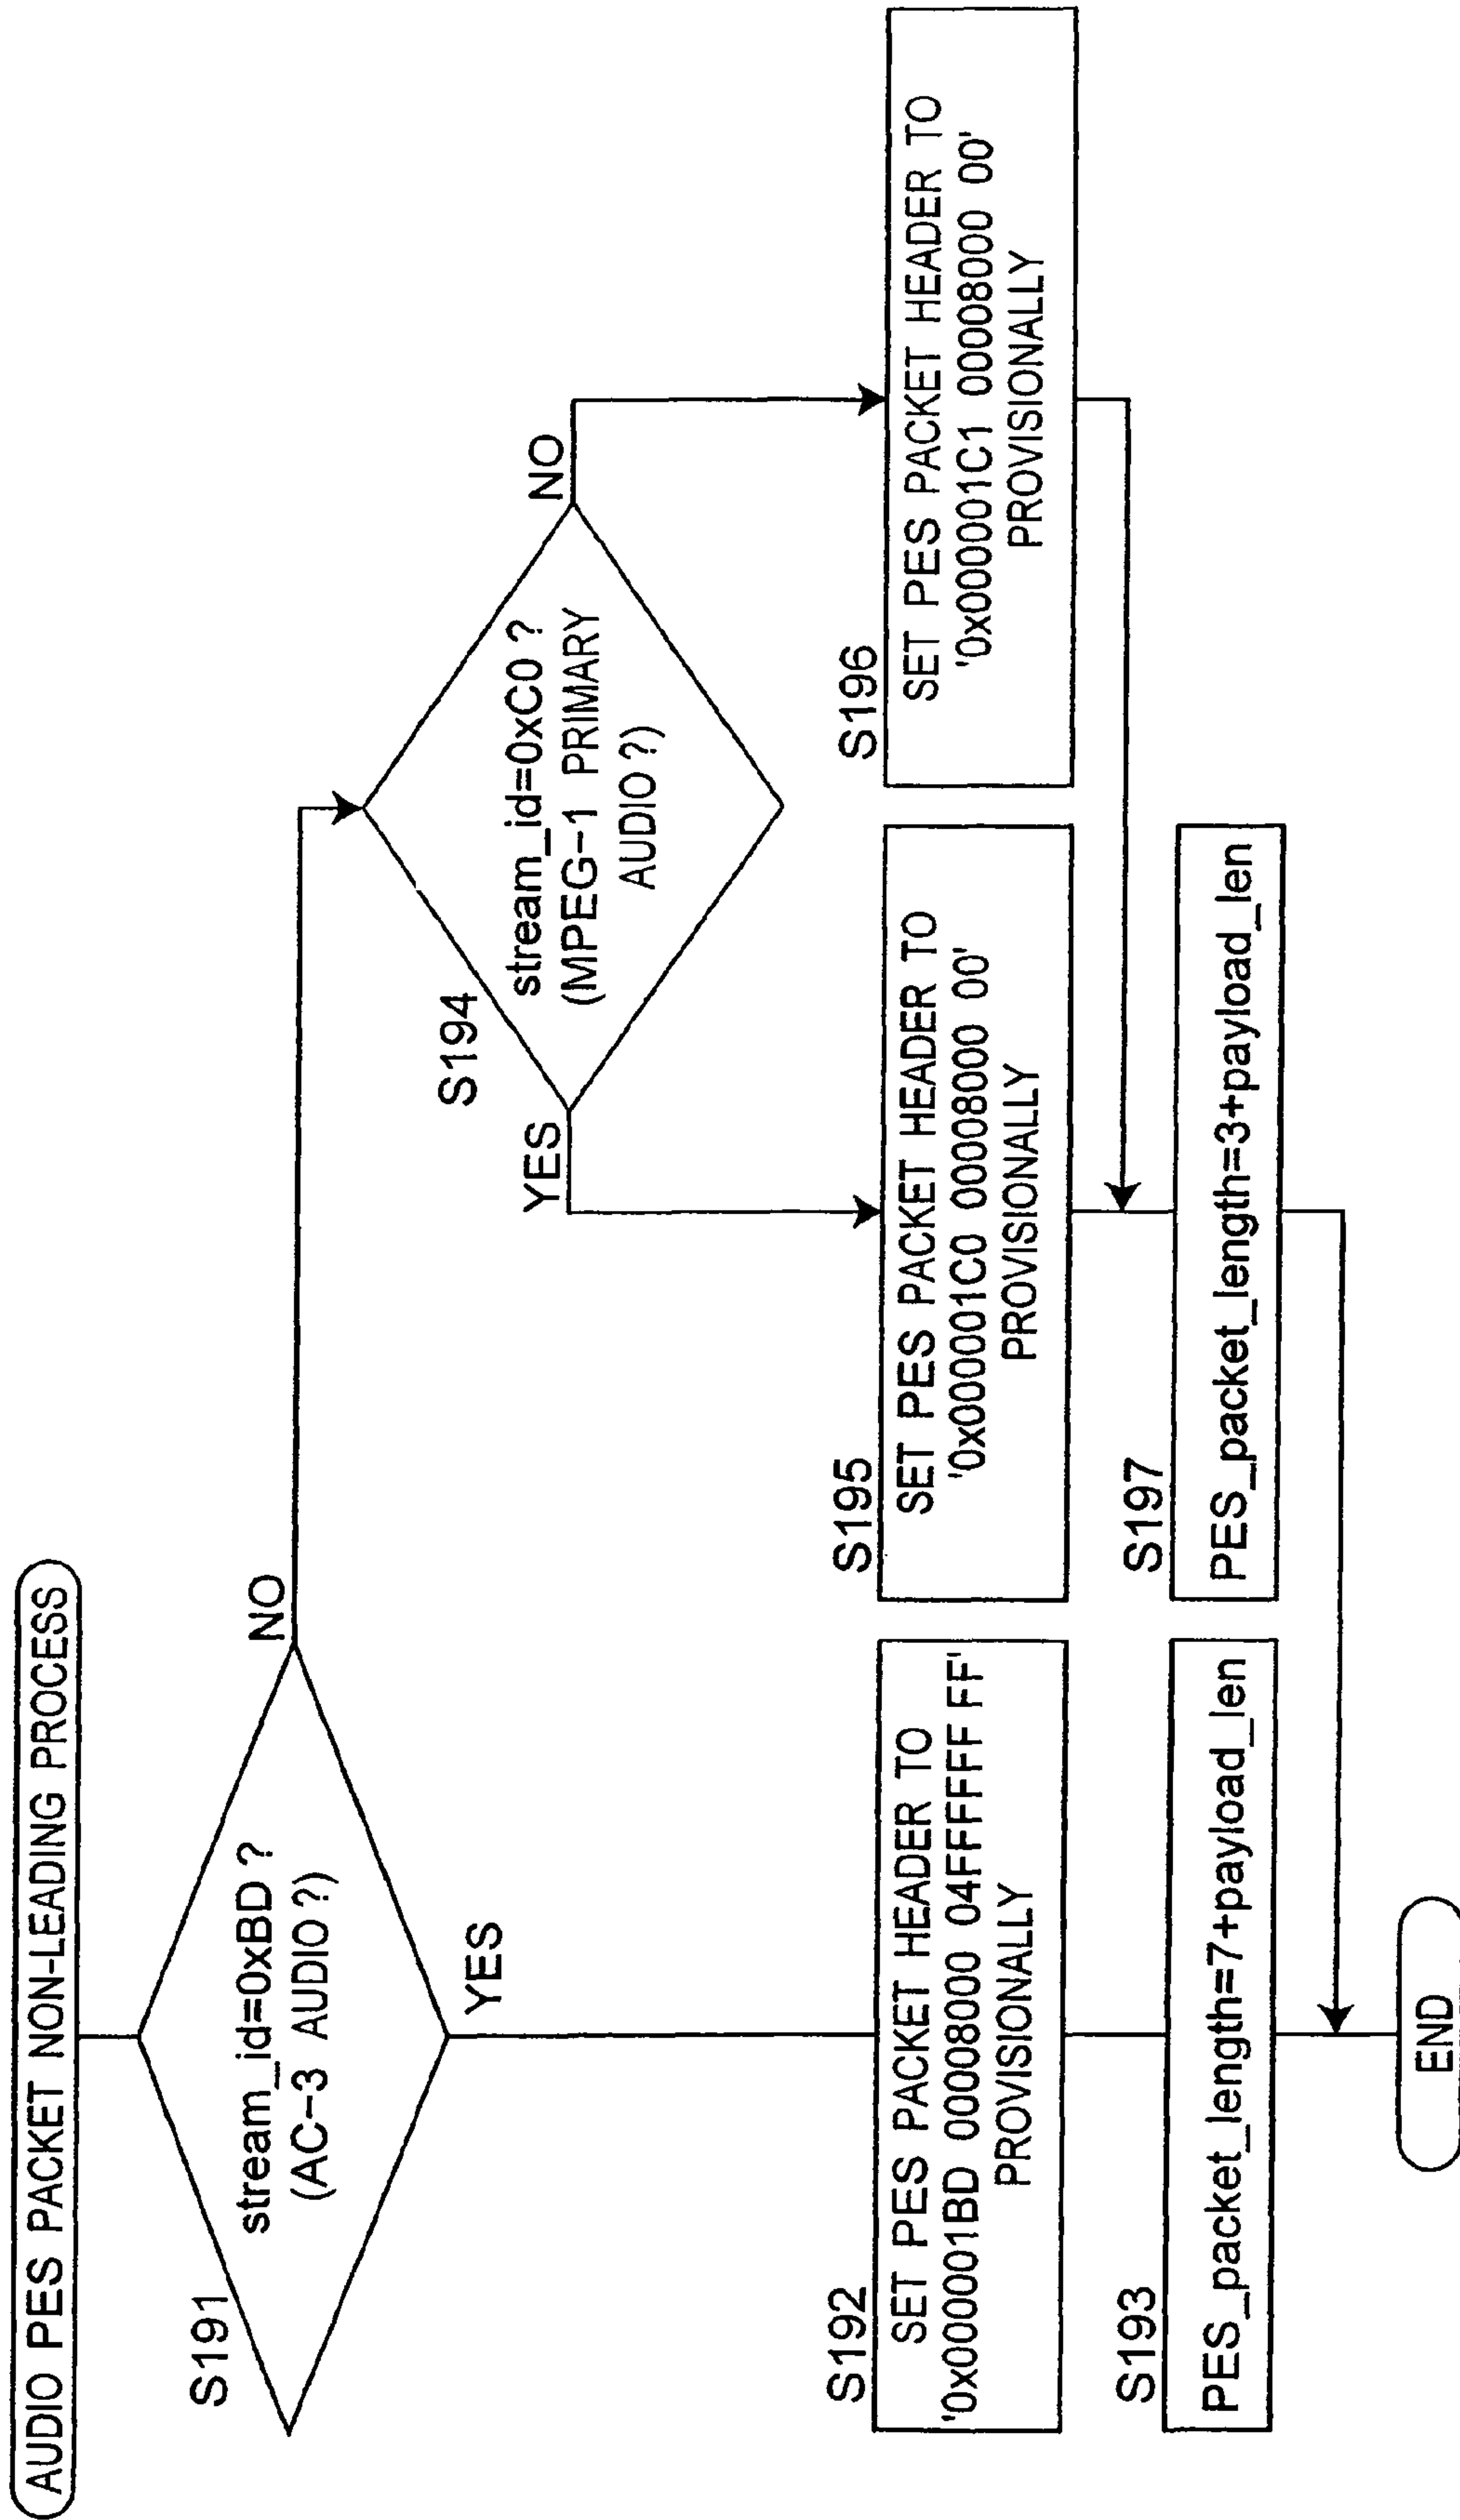 AUDIO PES PACKET NON-LEADING PROCESS
S191
stream_id=0xBD?
(AC-3 AUDIO?)
NO
YES
S194
stream_id=0xC0?
(MPEG-1 PRIMARY
AUDIO?)
YES
NO
S192
SET PES PACKET HEADER TO
'0x000001BD 00008000 04FFFFFF FF'
PROVISIONALLY
S195
SET PES PACKET HEADER TO
'0x000001C0 00008000 00'
PROVISIONALLY
S196
SET PES PACKET HEADER TO
'0x000001C1 00008000 00'
PROVISIONALLY
S193
PES_packet_length=7+payload_len
S197
PES_packet_length=3+payload_len
END